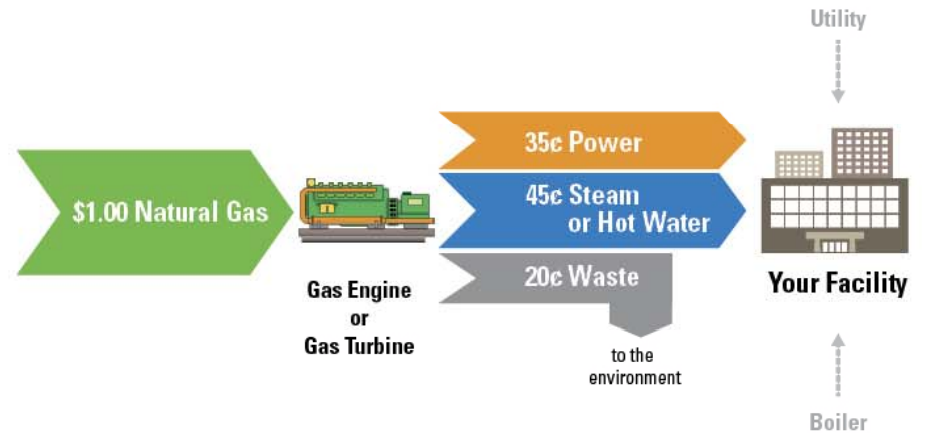 Utility
$1.00 Natural Gas
Gas Engine
or
Gas Turbine
35¢ Power
45¢ Steam
or Hot Water
20¢ Waste
to the
environment
Your Facility
Boiler